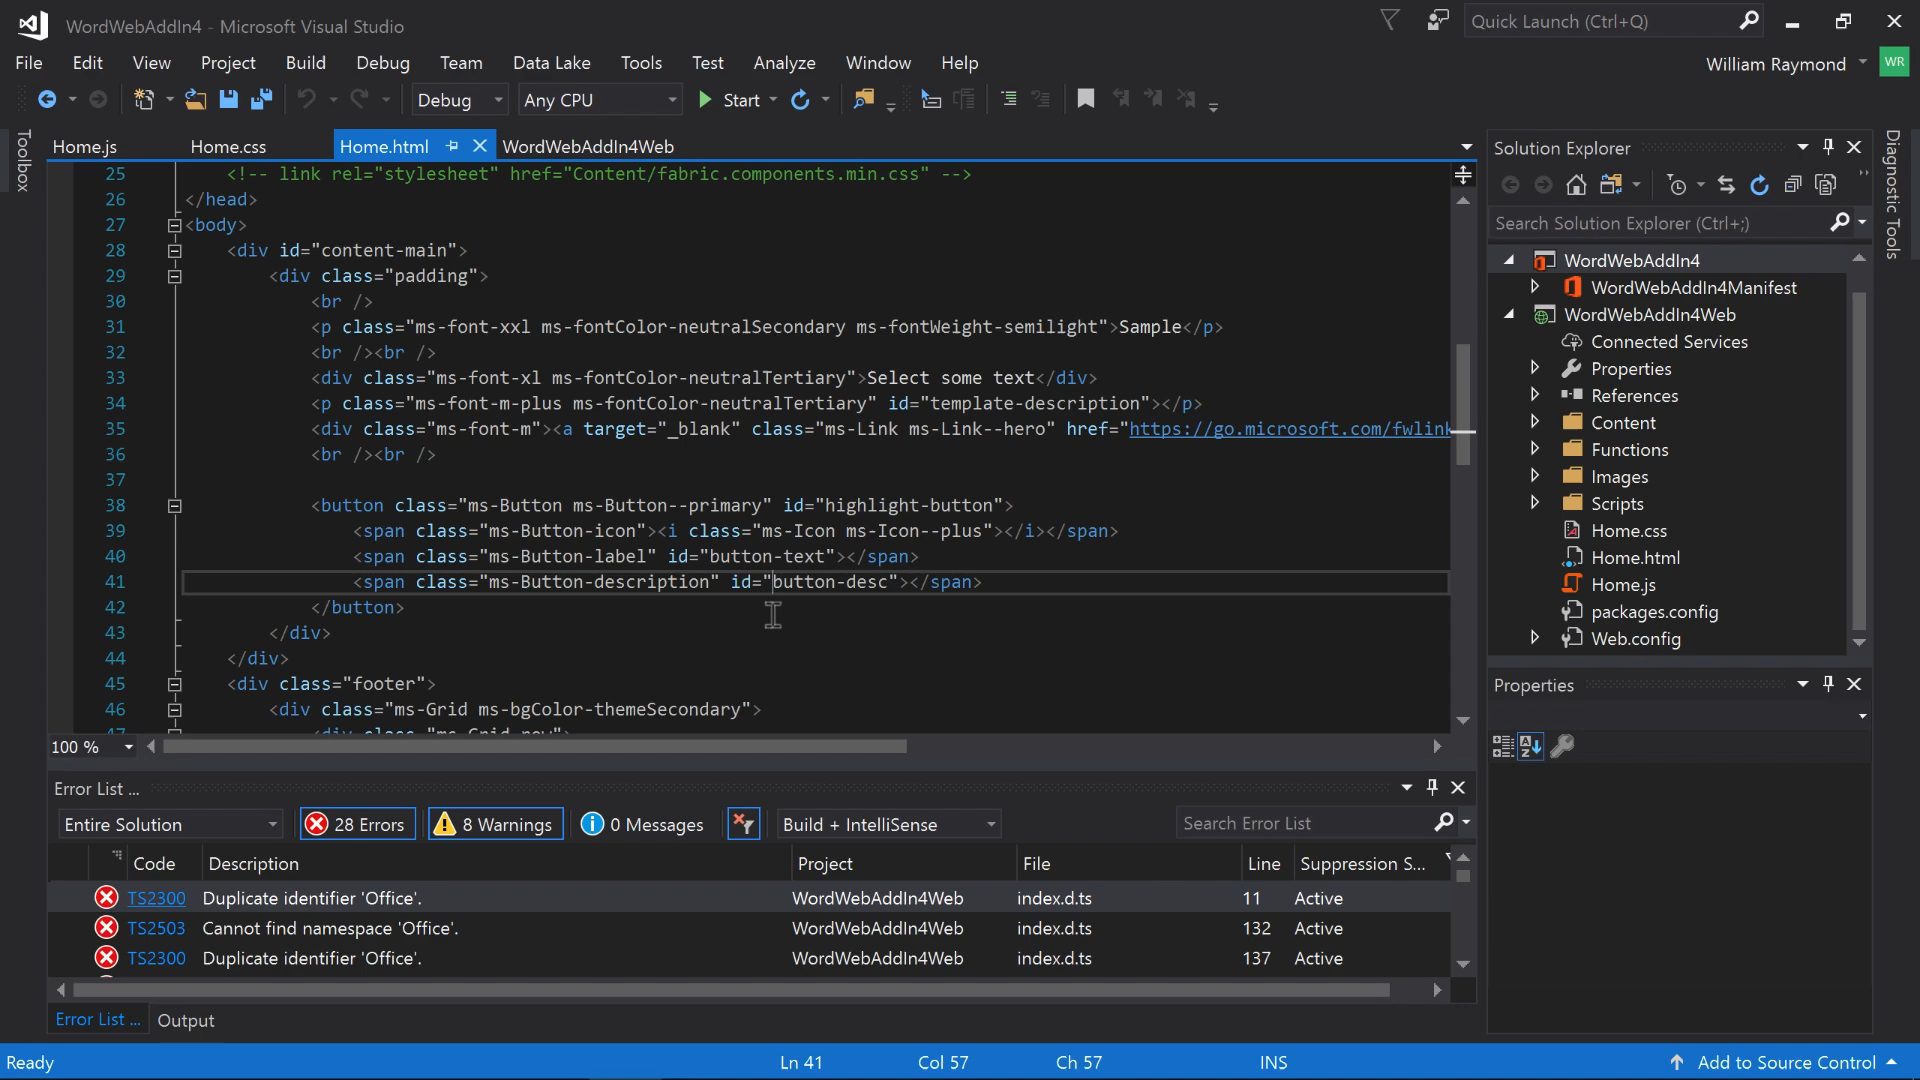 WordWebAddIn4 - Microsoft Visual Studio
Quick Launch (Ctrl+Q)
File Edit View Project Build Debug Team Data Lake Tools Test Analyze Window Help
William Raymond WR
Debug Any CPU Start
Toolbox
Home.js Home.css Home.html WordWebAddIn4Web
25 <!-- link rel="stylesheet" href="Content/fabric.components.min.css" -->
26 </head>
27 <body>
28 <div id="content-main">
29 <div class="padding">
30 <br />
31 <p class="ms-font-xxl ms-fontColor-neutralSecondary ms-fontWeight-semilight">Sample</p>
32 <br /><br />
33 <div class="ms-font-xl ms-fontColor-neutralTertiary">Select some text</div>
34 <p class="ms-font-m-plus ms-fontColor-neutralTertiary" id="template-description"></p>
35 <div class="ms-font-m"><a target="_blank" class="ms-Link ms-Link--hero" href="https://go.microsoft.com/fwlink
36 <br /><br />
37
38 <button class="ms-Button ms-Button--primary" id="highlight-button">
39 <span class="ms-Button-icon"><i class="ms-Icon ms-Icon--plus"></i></span>
40 <span class="ms-Button-label" id="button-text"></span>
41 <span class="ms-Button-description" id="button-desc"></span>
42 </button>
43 </div>
44 </div>
45 <div class="footer">
46 <div class="ms-Grid ms-bgColor-themeSecondary">
100 %
Error List ...
Entire Solution 28 Errors 8 Warnings 0 Messages Build + IntelliSense Search Error List
Code Description Project File Line Suppression S...
TS2300 Duplicate identifier 'Office'. WordWebAddIn4Web index.d.ts 11 Active
TS2503 Cannot find namespace 'Office'. WordWebAddIn4Web index.d.ts 132 Active
TS2300 Duplicate identifier 'Office'. WordWebAddIn4Web index.d.ts 137 Active
Error List ... Output
Solution Explorer
Search Solution Explorer (Ctrl+;)
WordWebAddIn4
WordWebAddIn4Manifest
WordWebAddIn4Web
Connected Services
Properties
References
Content
Functions
Images
Scripts
Home.css
Home.html
Home.js
packages.config
Web.config
Properties
Diagnostic Tools
Ready Ln 41 Col 57 Ch 57 INS Add to Source Control